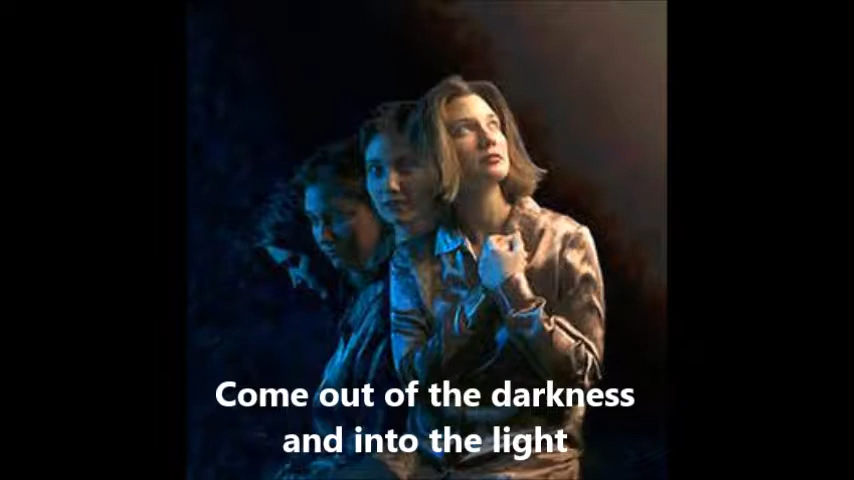 Come out of the darkness
and into the light